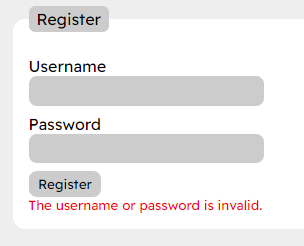 Register
Username
Password
Register
The username or password is invalid.